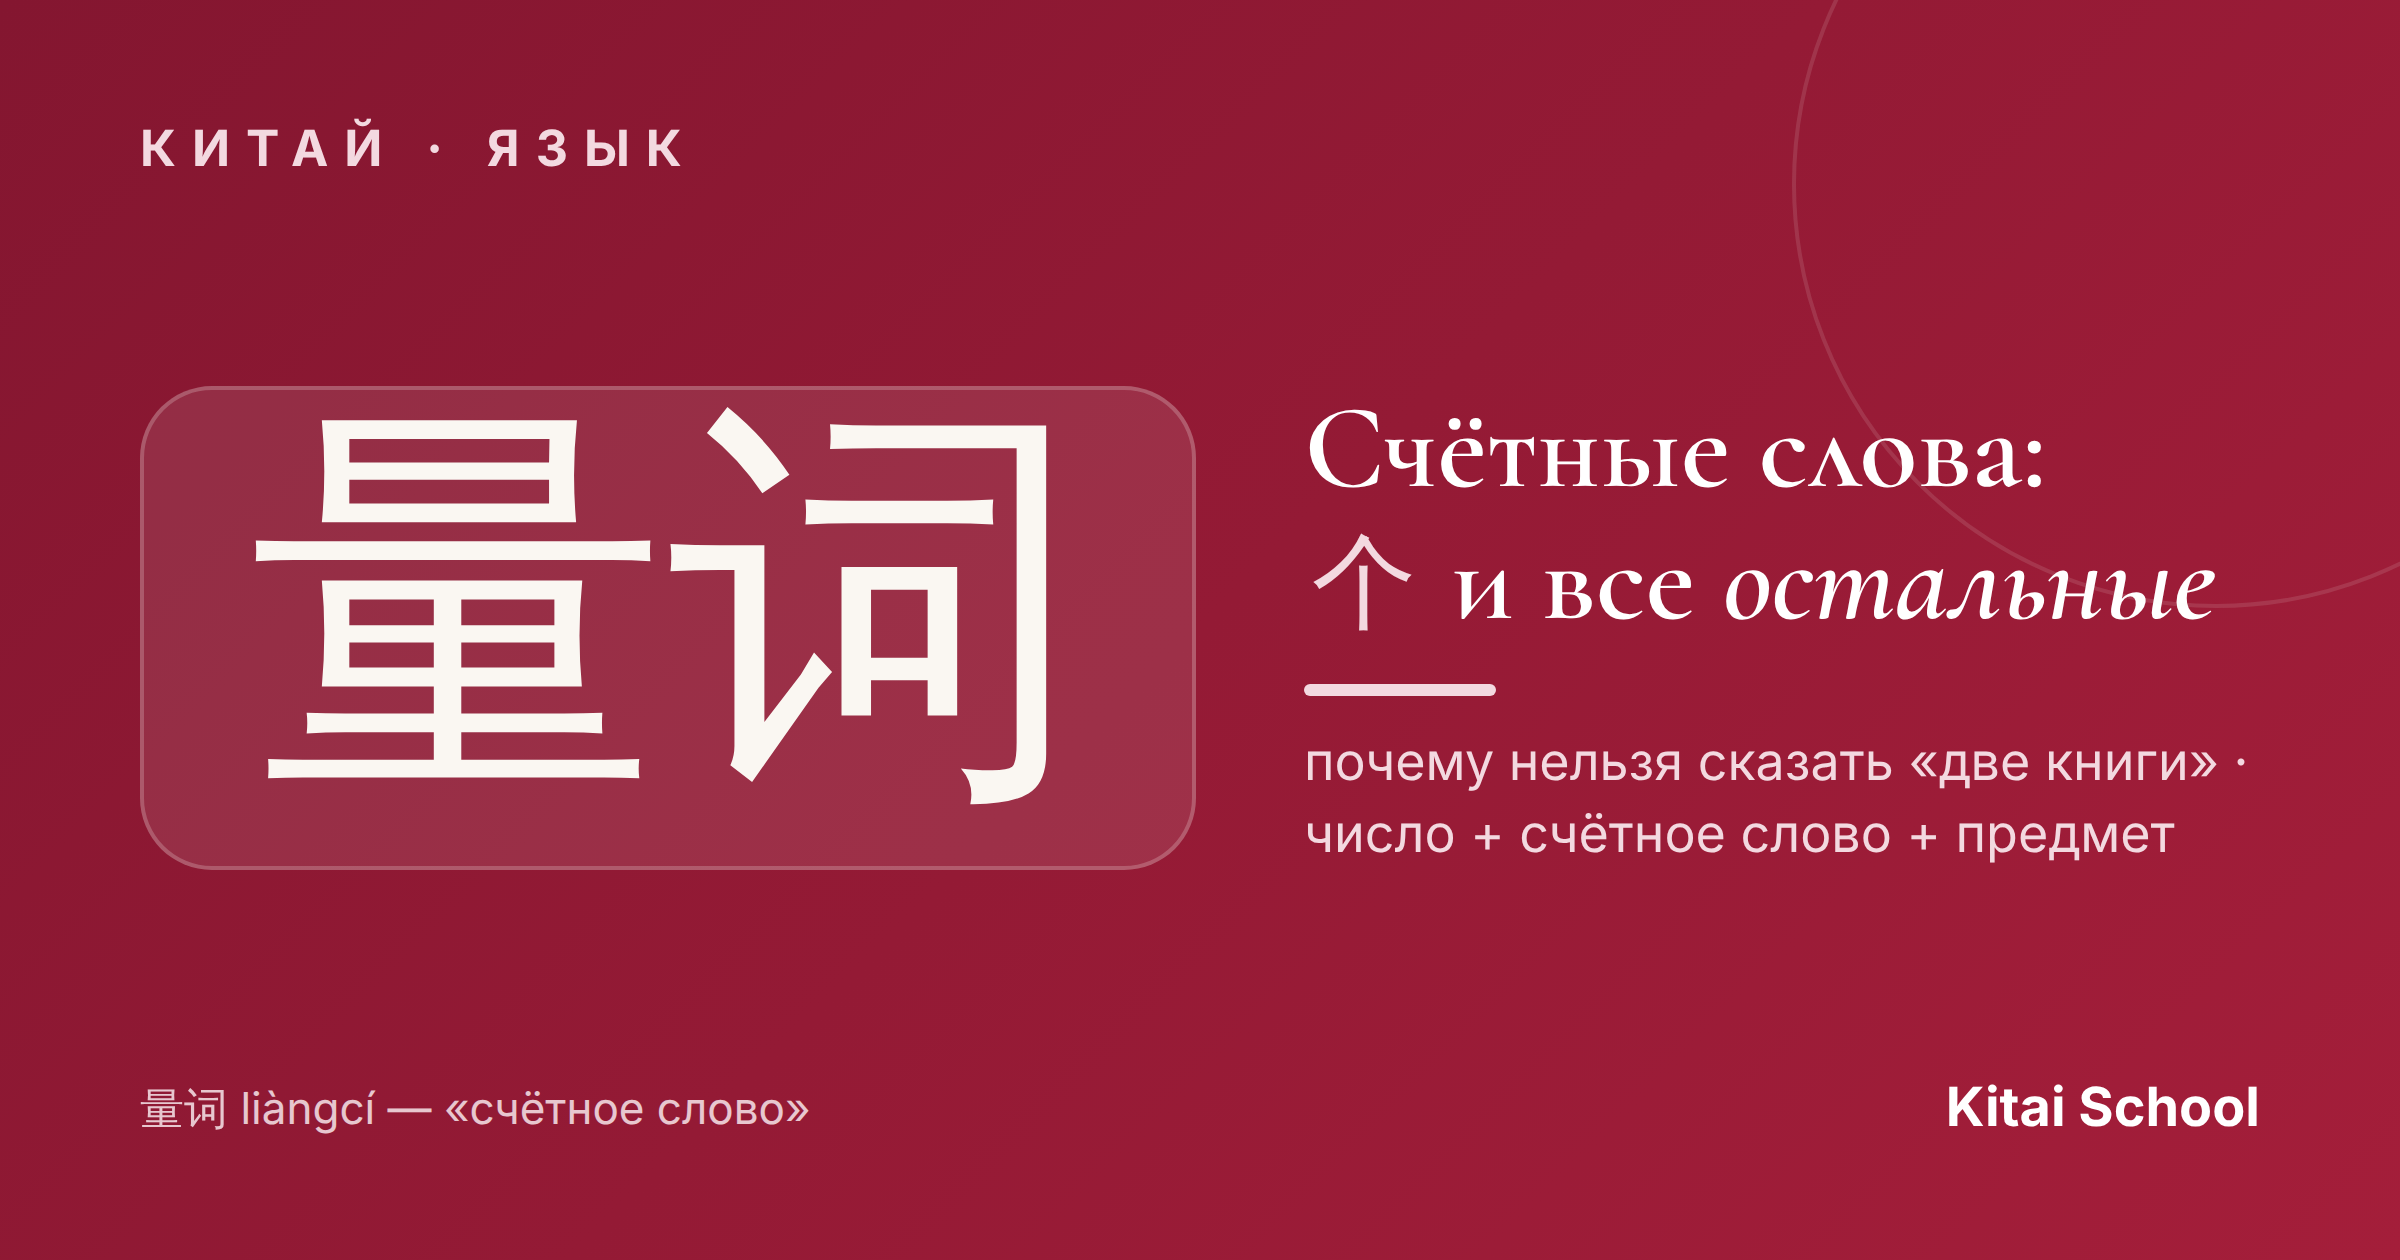 КИТАЙ · ЯЗЫК
量词
Счётные слова:
个 и все остальные
почему нельзя сказать «две книги» ·
число + счётное слово + предмет
量词 liàngcí — «счётное слово»
Kitai School